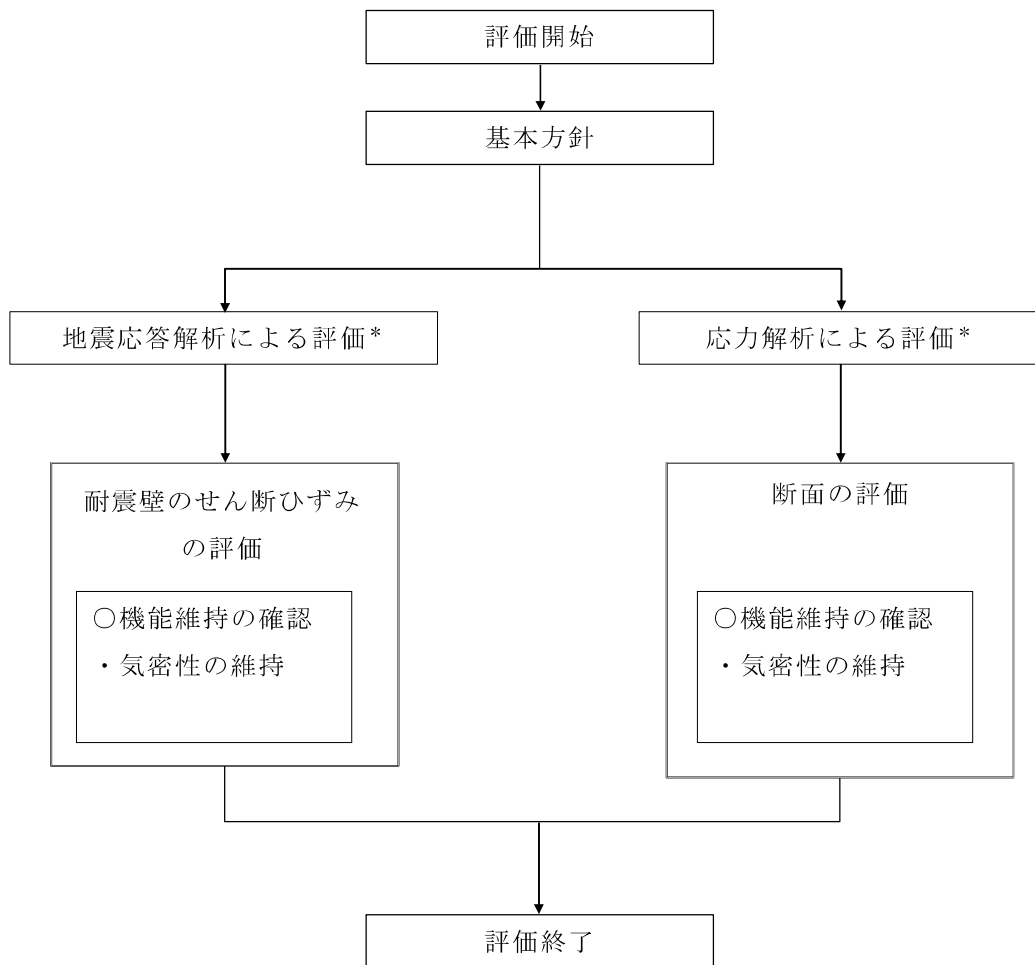 評価開始
基本方針
地震応答解析による評価*
応力解析による評価*
耐震壁のせん断ひずみ
の評価
○機能維持の確認
・気密性の維持
断面の評価
○機能維持の確認
・気密性の維持
評価終了